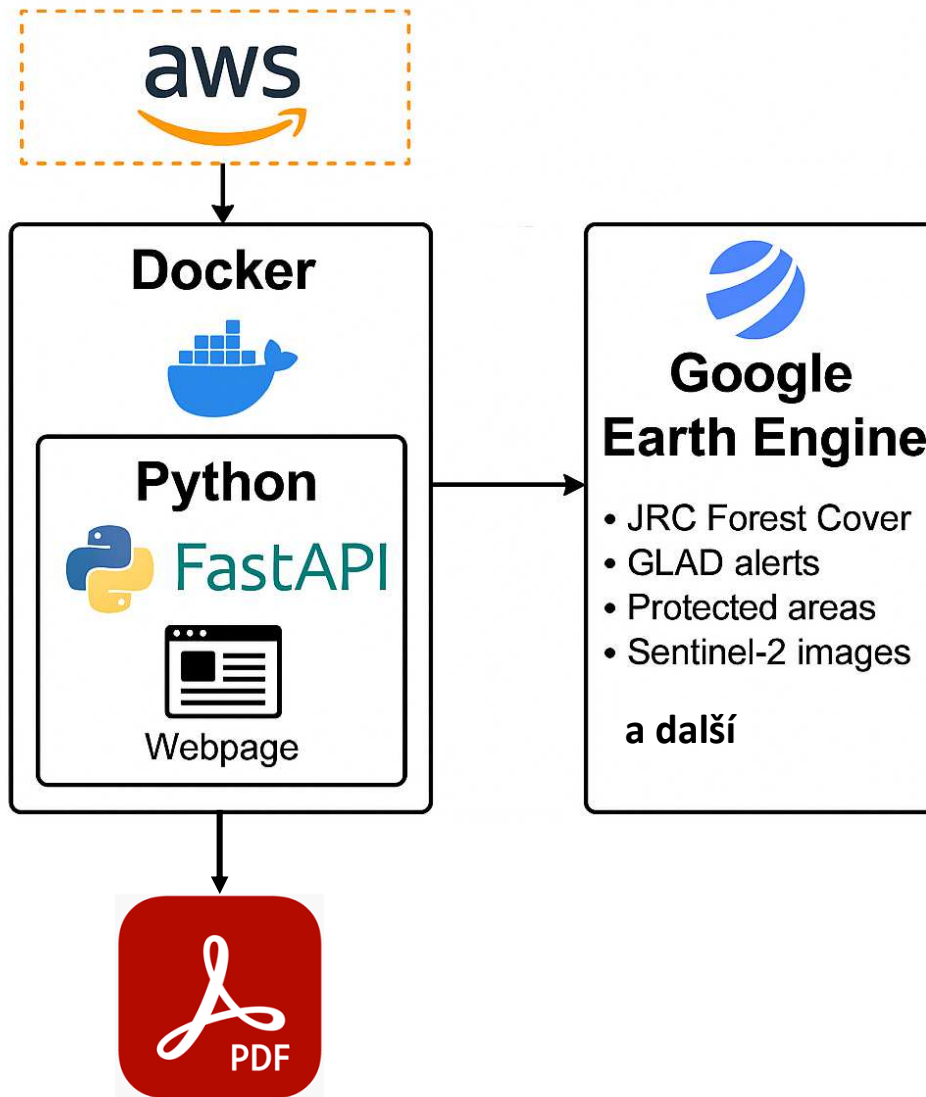 aws
Docker
Python
FastAPI
Webpage
PDF
Google
Earth Engine
• JRC Forest Cover
• GLAD alerts
• Protected areas
• Sentinel-2 images
a další